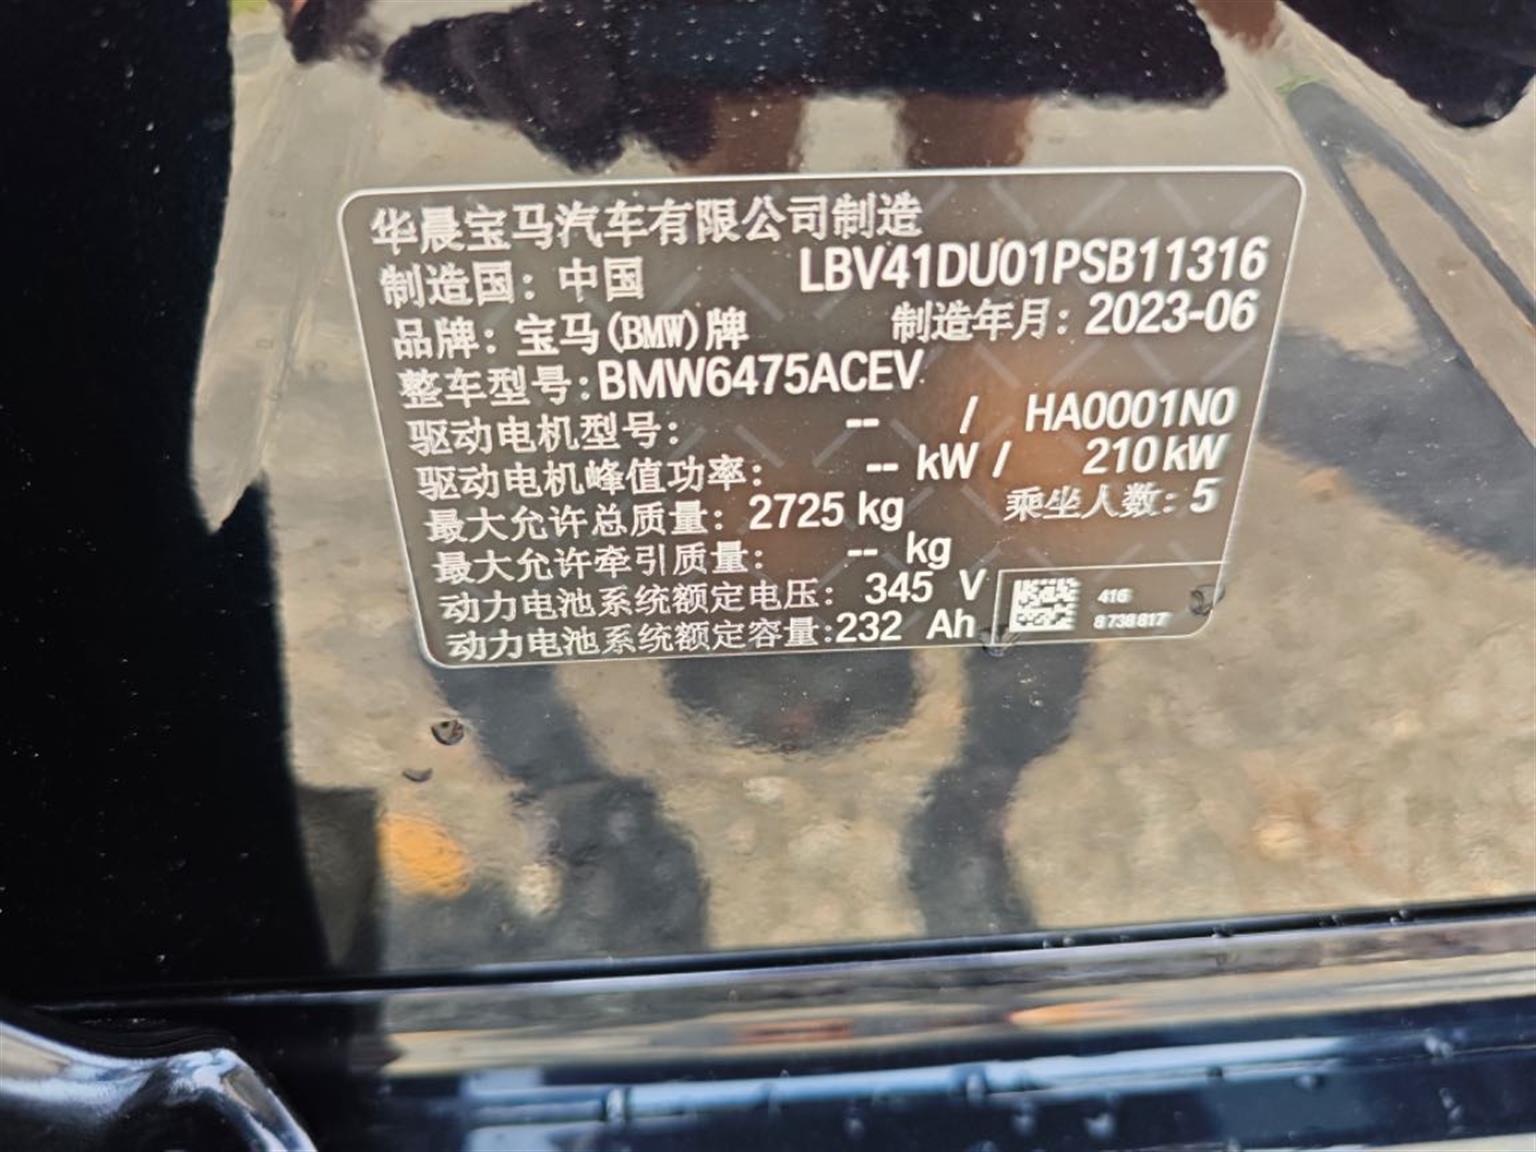 华晨宝马汽车有限公司制造
制造国：中国 LBV41DU01PSB11316
品牌：宝马(BMW)牌 制造年月：2023-06
整车型号：BMW6475ACEV
驱动电机型号： -- / HA0001N0
驱动电机峰值功率： -- kW / 210 kW
最大允许总质量：2725 kg 乘坐人数：5
最大允许牵引质量： -- kg
动力电池系统额定电压： 345 V
动力电池系统额定容量：232 Ah
416
8738817